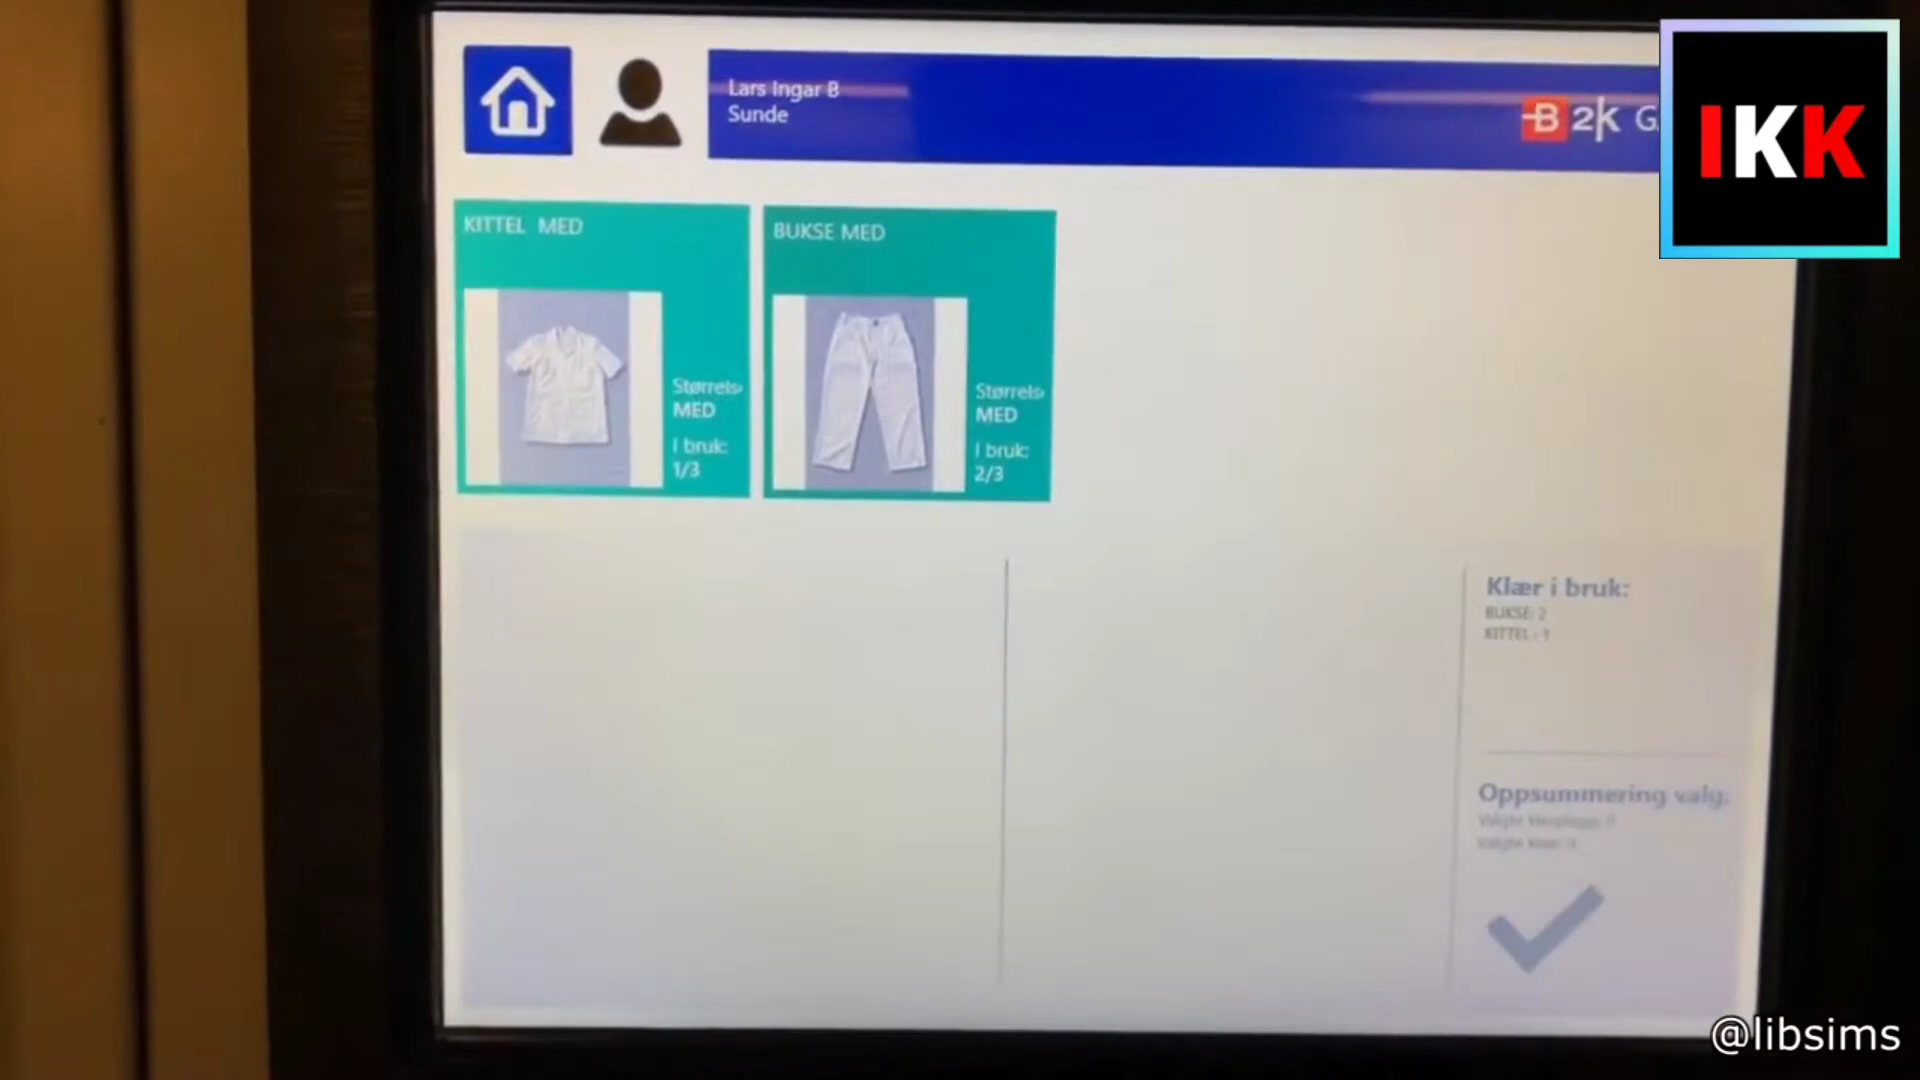 Lars Ingar B
Sunde
B2k G
IKK
KITTEL MED
Størrels
MED
I bruk:
1/3
BUKSE MED
Størrels
MED
I bruk:
2/3
Klær i bruk:
BUKSE: 2
KITTEL : 1
Oppsummering valg:
@libsims